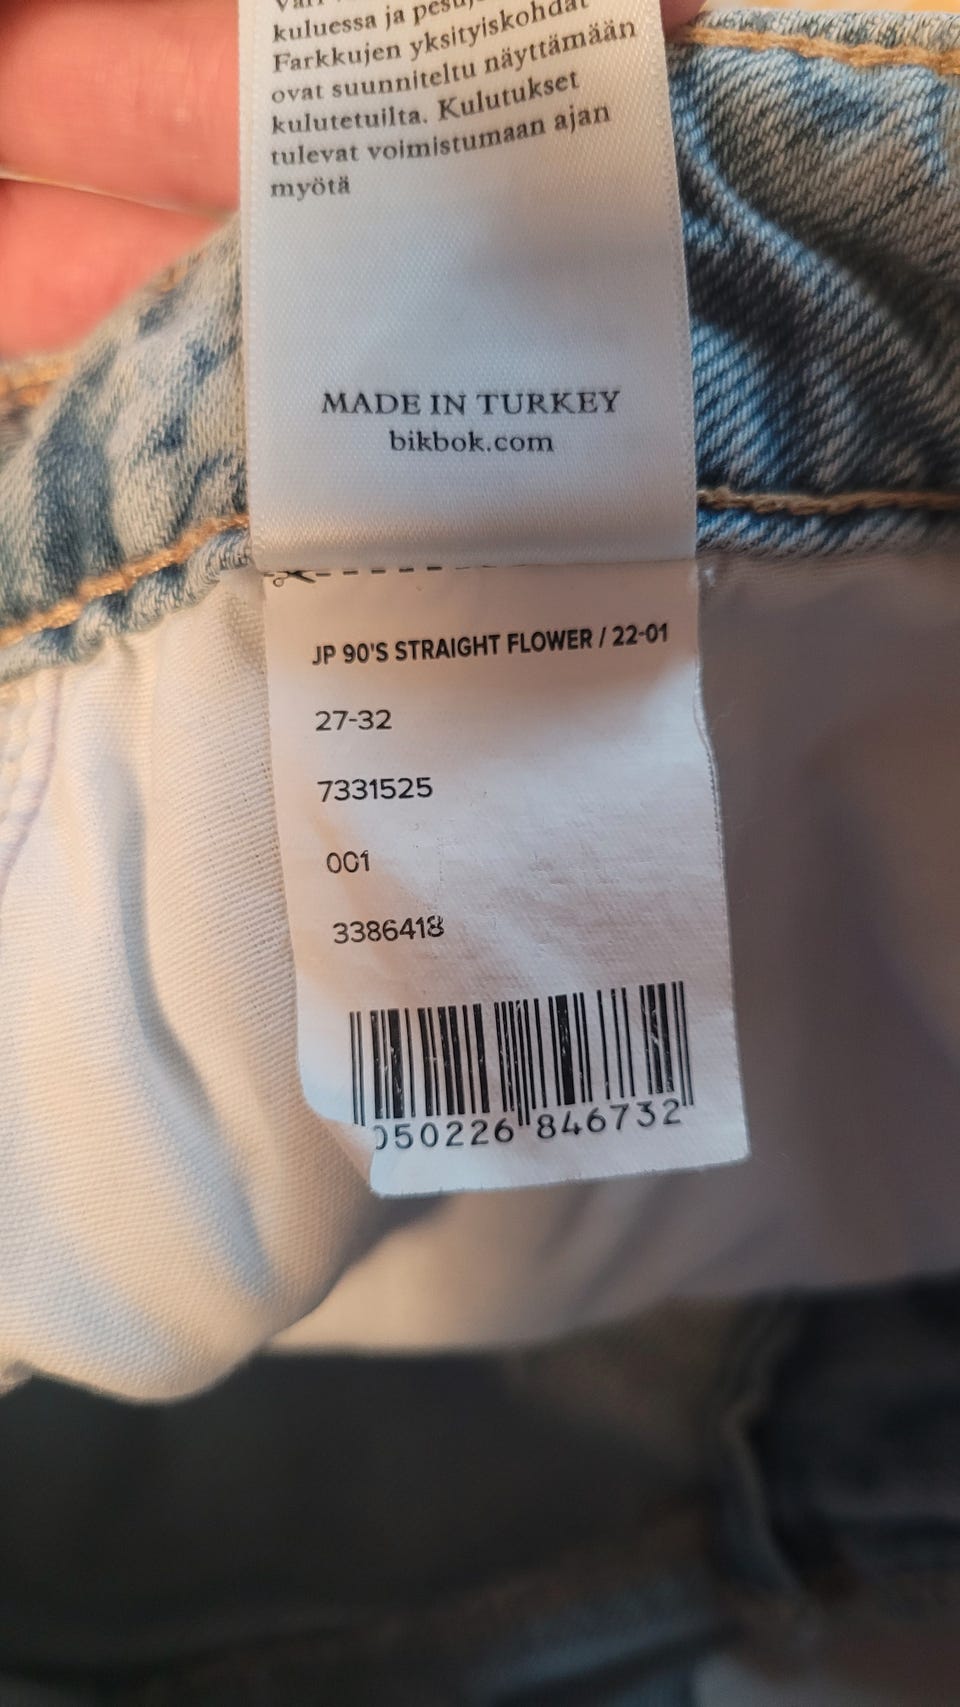 kuluessa ja
Farkkujen yksityiskohdat
ovat suunniteltu näyttämään
kulutetuilta. Kulutukset
tulevat voimistumaan ajan
myötä
MADE IN TURKEY
bikbok.com
JP 90'S STRAIGHT FLOWER / 22-01
27-32
7331525
001
3386418
050226 846732